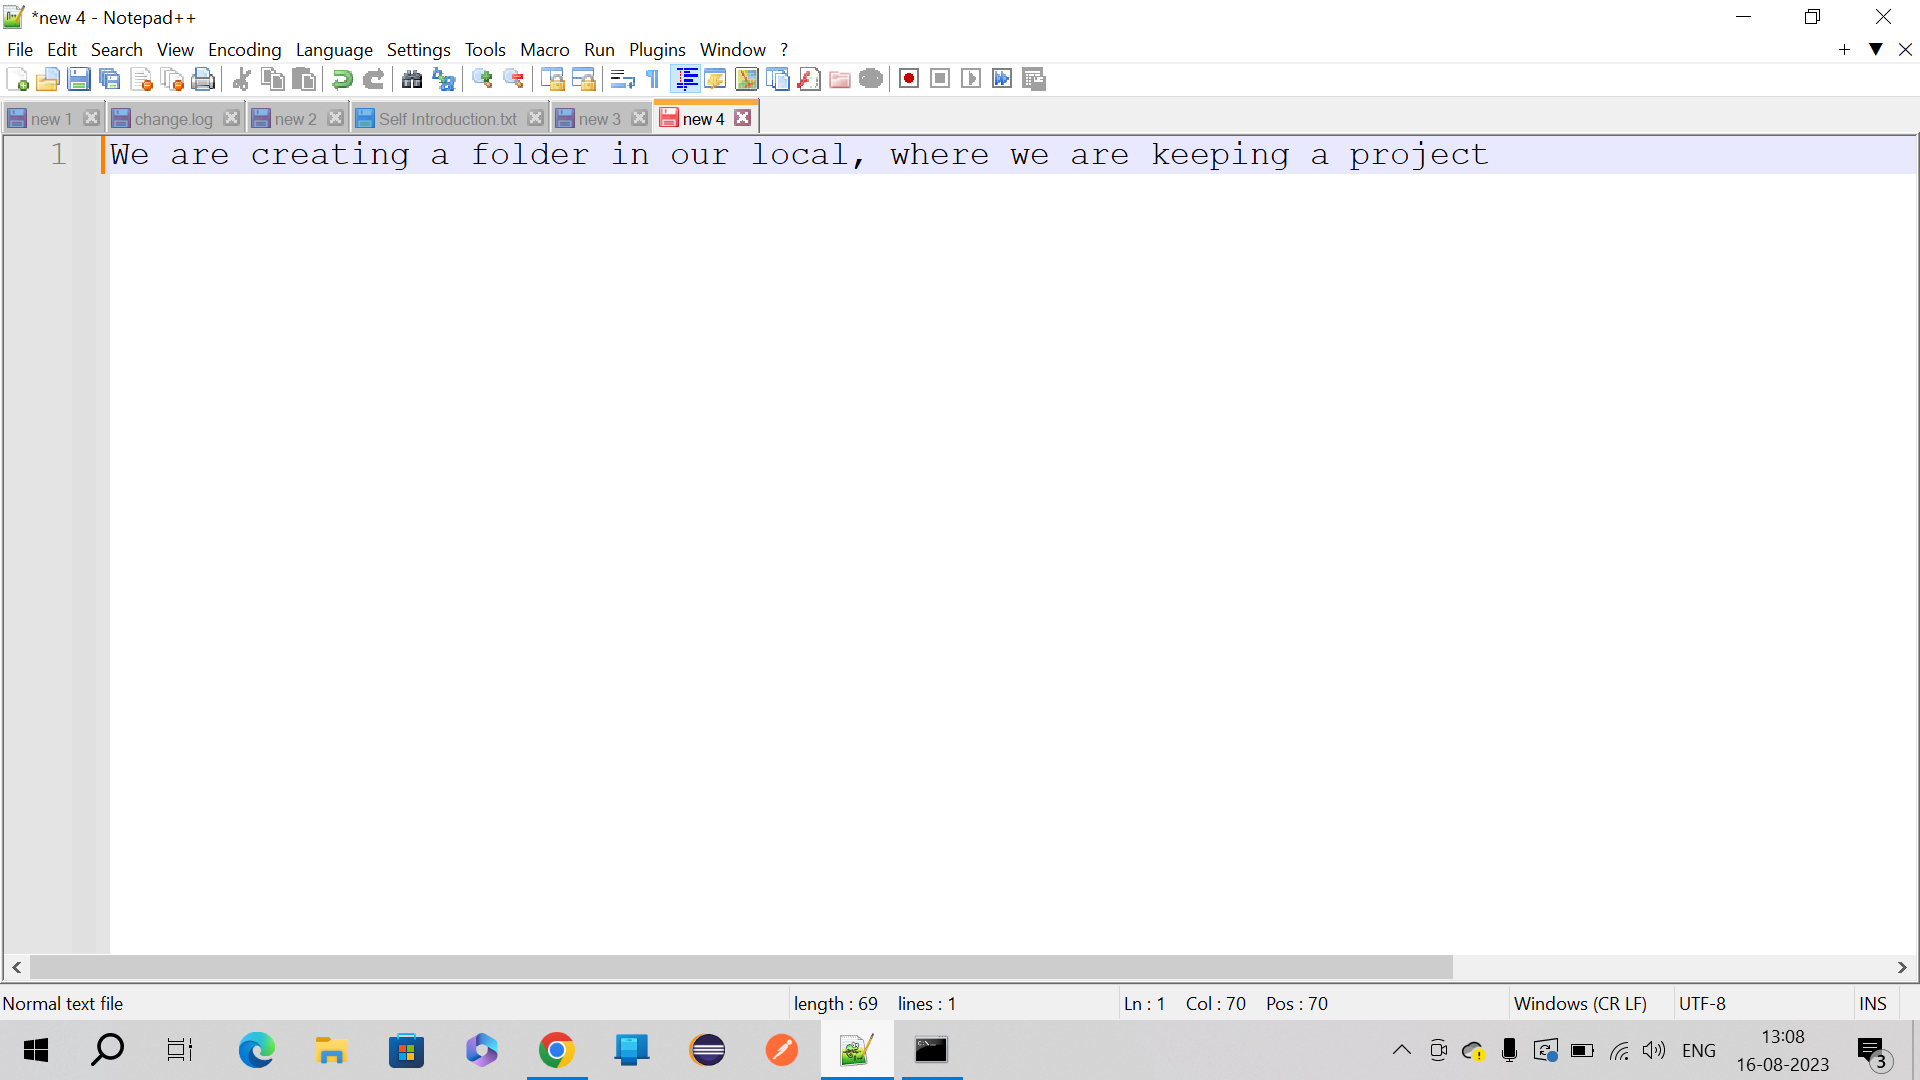 *new 4 - Notepad++
File Edit Search View Encoding Language Settings Tools Macro Run Plugins Window ?
new 1 change.log new 2 Self Introduction.txt new 3 new 4
1 We are creating a folder in our local, where we are keeping a project
Normal text file length : 69 lines : 1 Ln : 1 Col : 70 Pos : 70 Windows (CR LF) UTF-8 INS
ENG 13:08
16-08-2023 3